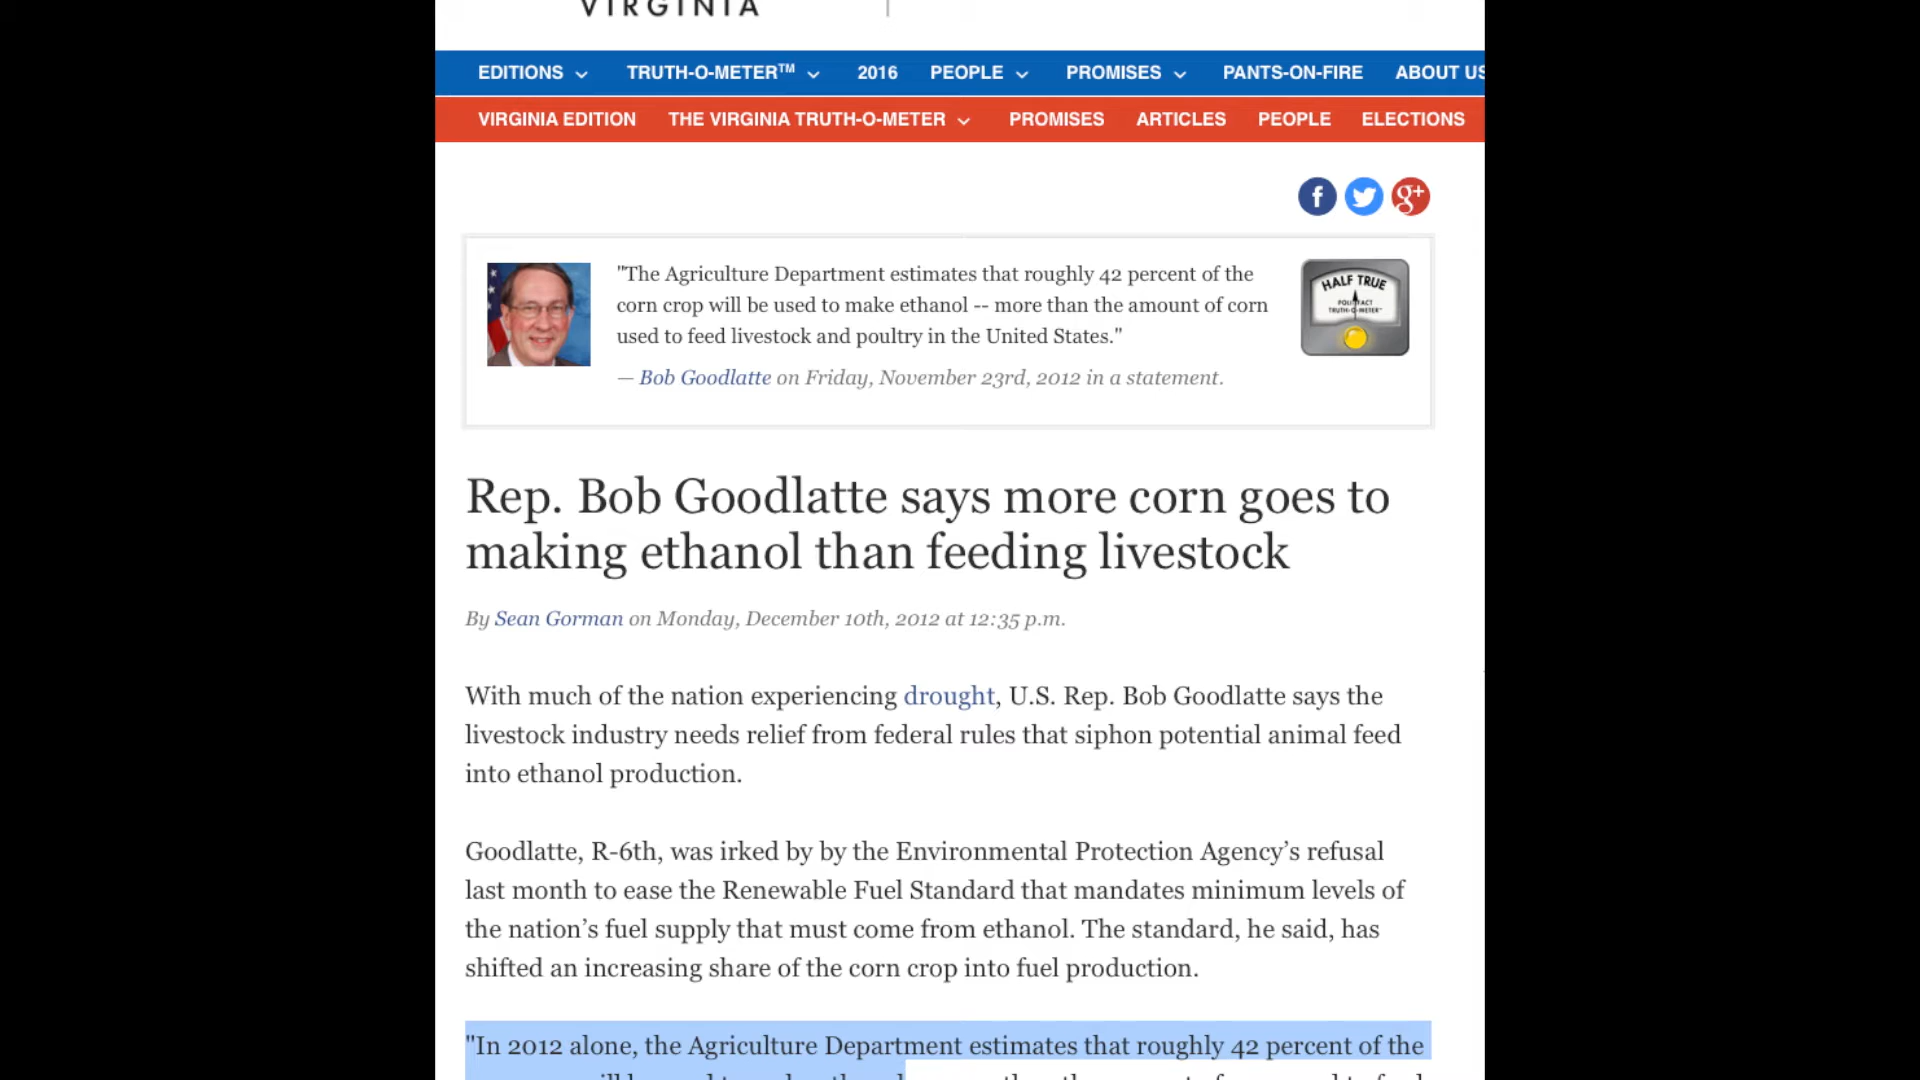 VIRGINIA
EDITIONS TRUTH-O-METER™ 2016 PEOPLE PROMISES PANTS-ON-FIRE ABOUT US
VIRGINIA EDITION THE VIRGINIA TRUTH-O-METER PROMISES ARTICLES PEOPLE ELECTIONS
f g+
"The Agriculture Department estimates that roughly 42 percent of the
corn crop will be used to make ethanol -- more than the amount of corn
used to feed livestock and poultry in the United States."
— Bob Goodlatte on Friday, November 23rd, 2012 in a statement.
HALF TRUE
POLITIFACT
TRUTH-O-METER™
Rep. Bob Goodlatte says more corn goes to
making ethanol than feeding livestock
By Sean Gorman on Monday, December 10th, 2012 at 12:35 p.m.
With much of the nation experiencing drought, U.S. Rep. Bob Goodlatte says the
livestock industry needs relief from federal rules that siphon potential animal feed
into ethanol production.
Goodlatte, R-6th, was irked by by the Environmental Protection Agency’s refusal
last month to ease the Renewable Fuel Standard that mandates minimum levels of
the nation’s fuel supply that must come from ethanol. The standard, he said, has
shifted an increasing share of the corn crop into fuel production.
"In 2012 alone, the Agriculture Department estimates that roughly 42 percent of the